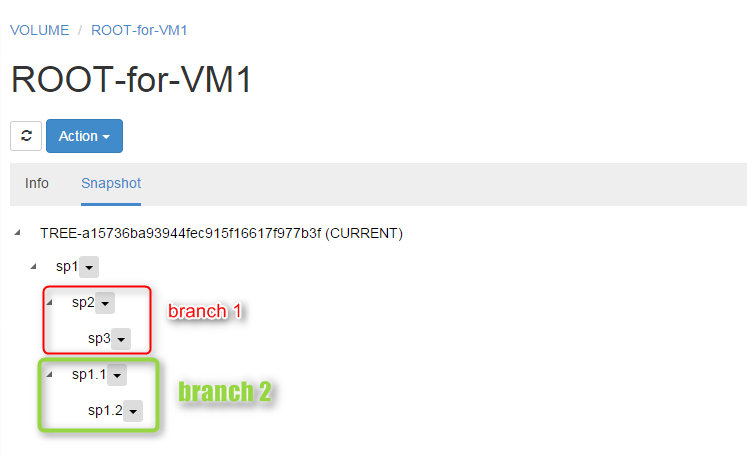 VOLUME / ROOT-for-VM1
ROOT-for-VM1
Action
Info Snapshot
TREE-a15736ba93944fec915f16617f977b3f (CURRENT)
sp1
sp2
branch 1
sp3
sp1.1
branch 2
sp1.2